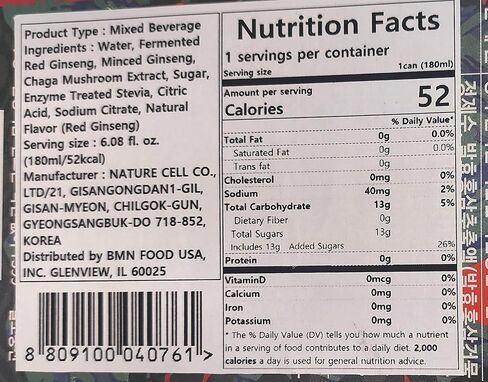 Product Type : Mixed Beverage
Ingredients : Water, Fermented
Red Ginseng, Minced Ginseng,
Chaga Mushroom Extract, Sugar,
Enzyme Treated Stevia, Citric
Acid, Sodium Citrate, Natural
Flavor (Red Ginseng)
Serving size : 6.08 fl. oz.
(180ml/52kcal)
Manufacturer : NATURE CELL CO.,
LTD/21, GISANGONGDAN1-GIL,
GISAN-MYEON, CHILGOK-GUN,
GYEONGSANGBUK-DO 718-852,
KOREA
Distributed by BMN FOOD USA,
INC. GLENVIEW, IL 60025
8 809100 040761 >
Nutrition Facts
1 servings per container
Serving size 1can (180ml)
Amount per serving
Calories 52
% Daily Value*
Total Fat 0g 0.0%
Saturated Fat 0g 0.0%
Trans fat 0g
Cholesterol 0mg 0%
Sodium 40mg 2%
Total Carbohydrate 13g 5%
Dietary Fiber 0g
Total Sugars 13g
Includes 13g Added Sugars 26%
Protein 0g 0%
VitaminD 0mcg 0%
Calcium 0mg 0%
Iron 0mg 0%
Potassium 0mg 0%
* The % Daily Value (DV) tells you how much a nutrient
in a serving of food contributes to a daily diet. 2,000
calories a day is used for general nutrition advice.